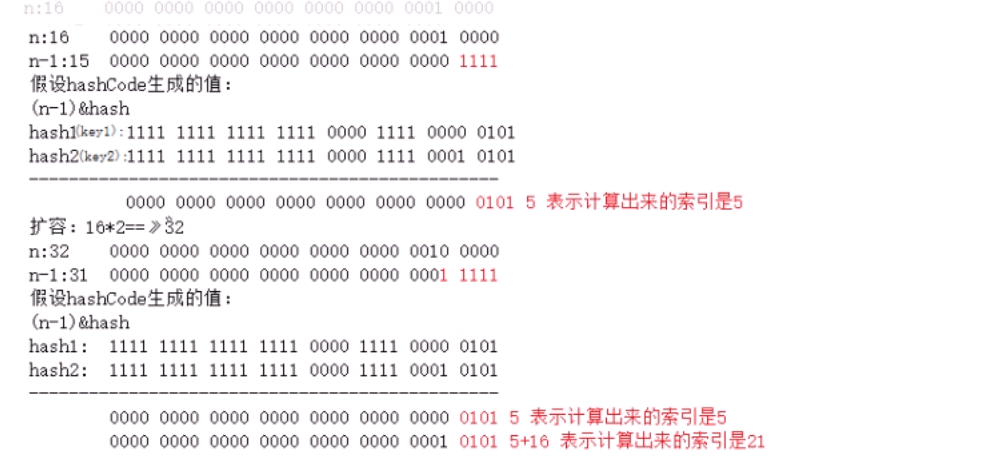 n:16 0000 0000 0000 0000 0000 0000 0001 0000
n:16 0000 0000 0000 0000 0000 0000 0001 0000
n-1:15 0000 0000 0000 0000 0000 0000 0000 1111
假设hashCode生成的值:
(n-1)&hash
hash1(key1):1111 1111 1111 1111 0000 1111 0000 0101
hash2(key2):1111 1111 1111 1111 0000 1111 0001 0101
-----------------------------------------------
0000 0000 0000 0000 0000 0000 0000 0101 5 表示计算出来的索引是5
扩容: 16*2==》32
n:32 0000 0000 0000 0000 0000 0000 0010 0000
n-1:31 0000 0000 0000 0000 0000 0000 0001 1111
假设hashCode生成的值:
(n-1)&hash
hash1: 1111 1111 1111 1111 0000 1111 0000 0101
hash2: 1111 1111 1111 1111 0000 1111 0001 0101
-----------------------------------------------
0000 0000 0000 0000 0000 0000 0000 0101 5 表示计算出来的索引是5
0000 0000 0000 0000 0000 0000 0001 0101 5+16 表示计算出来的索引是21